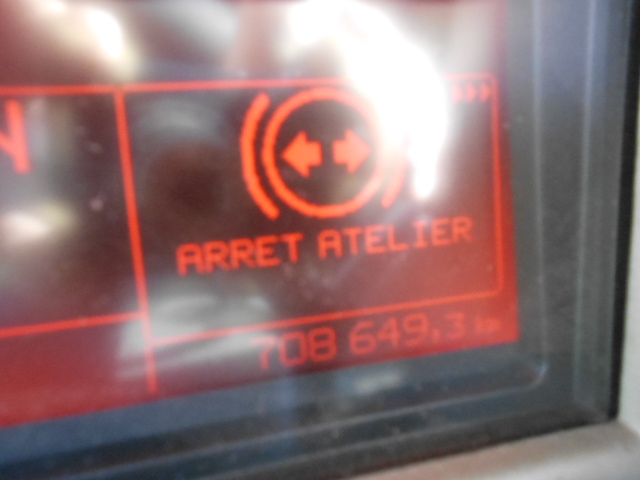 N
ARRET ATELIER
708 649,3 km